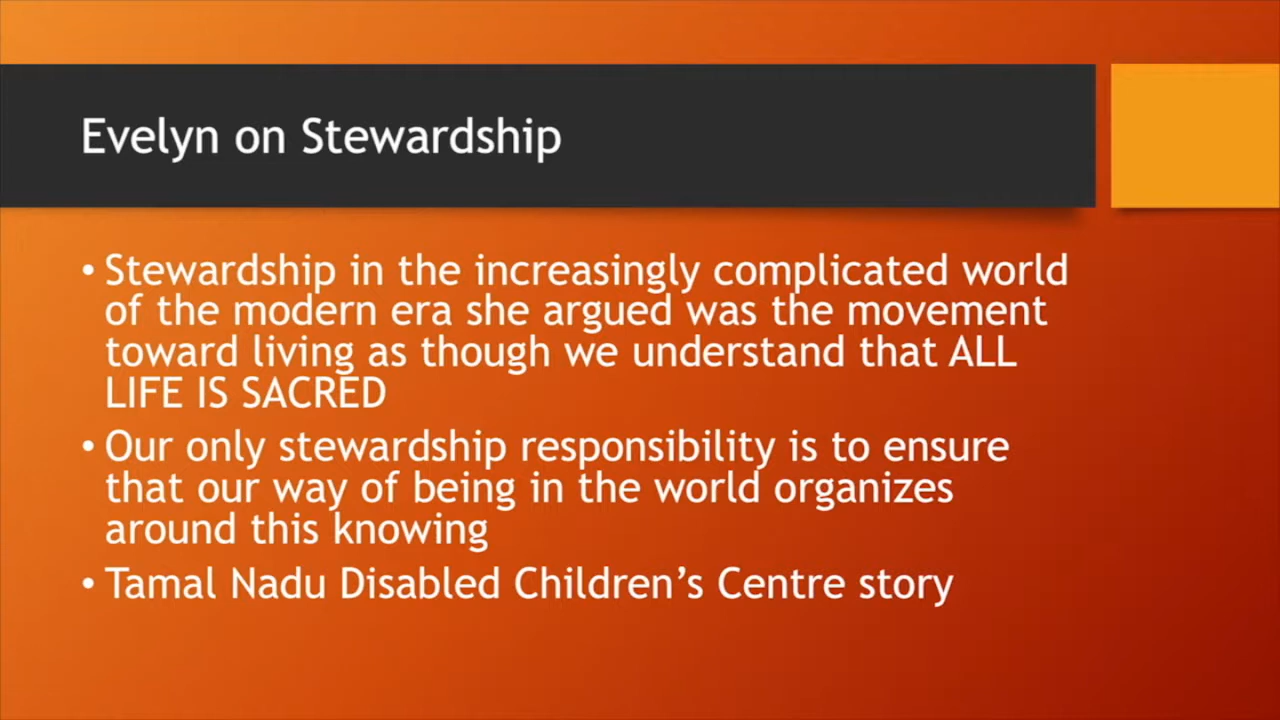 Evelyn on Stewardship
• Stewardship in the increasingly complicated world
of the modern era she argued was the movement
toward living as though we understand that ALL
LIFE IS SACRED
• Our only stewardship responsibility is to ensure
that our way of being in the world organizes
around this knowing
• Tamal Nadu Disabled Children’s Centre story